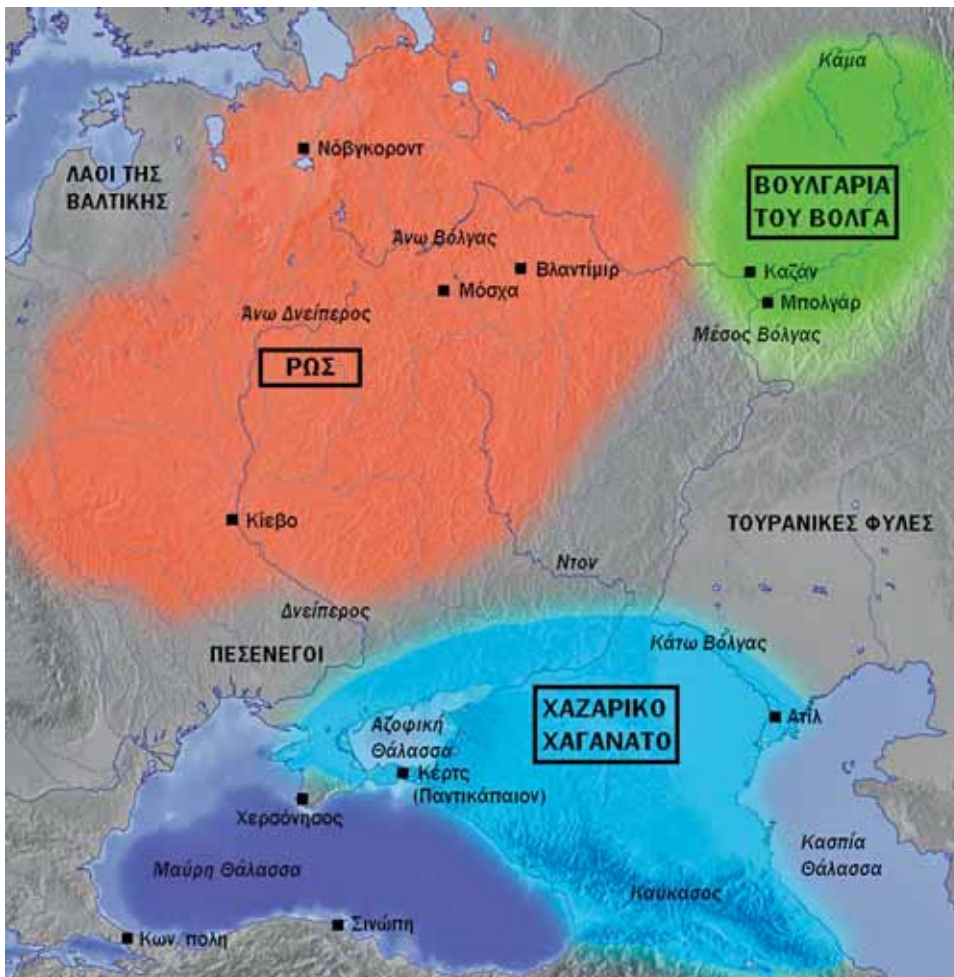 Κάμα
Νόβγκοροντ
ΛΑΟΙ ΤΗΣ
ΒΑΛΤΙΚΗΣ
ΒΟΥΛΓΑΡΙΑ
ΤΟΥ ΒΟΛΓΑ
Άνω Βόλγας
Βλαντίμιρ
Καζάν
Μόσχα
Μπολγάρ
Άνω Δνείπερος
Μέσος Βόλγας
ΡΩΣ
Κίεβο
ΤΟΥΡΑΝΙΚΕΣ ΦΥΛΕΣ
Ντον
Δνείπερος
Κάτω Βόλγας
ΠΕΣΕΝΕΓΟΙ
ΧΑΖΑΡΙΚΟ
ΧΑΓΑΝΑΤΟ
Ατίλ
Αζοφική
Θάλασσα
Κέρτς
(Παντικάπαιον)
Χερσόνησος
Μαύρη Θάλασσα
Κασπία
Θάλασσα
Καύκασος
Σινώπη
Κων. πολη